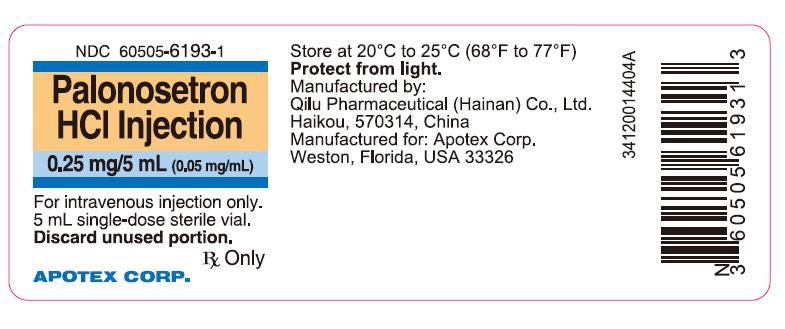 NDC 60505-6193-1
Palonosetron
HCl Injection
0.25 mg/5 mL (0.05 mg/mL)
For intravenous injection only.
5 mL single-dose sterile vial.
Discard unused portion.
Rx Only
APOTEX CORP.
Store at 20°C to 25°C (68°F to 77°F)
Protect from light.
Manufactured by:
Qilu Pharmaceutical (Hainan) Co., Ltd.
Haikou, 570314, China
Manufactured for: Apotex Corp.
Weston, Florida, USA 33326
34120014404A
N
3 60505 61931 3